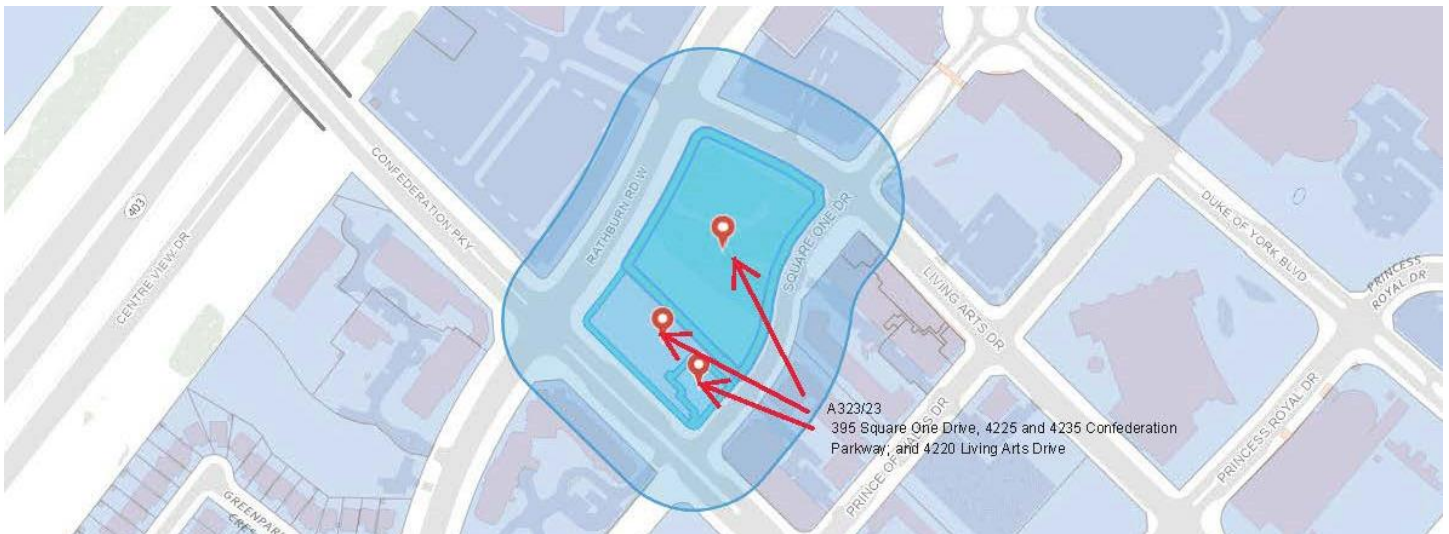 403
CENTRE VIEW DR
CONFEDERATION PKY
RATHBURN RD W
SQUARE ONE DR
LIVING ARTS DR
DUKE OF YORK BLVD
PRINCESS
ROYAL DR
PRINCESS ROYAL DR
PRINCE OF WALES DR
GREENPARK
CRES
A323/23
395 Square One Drive, 4225 and 4235 Confederation
Parkway; and 4220 Living Arts Drive